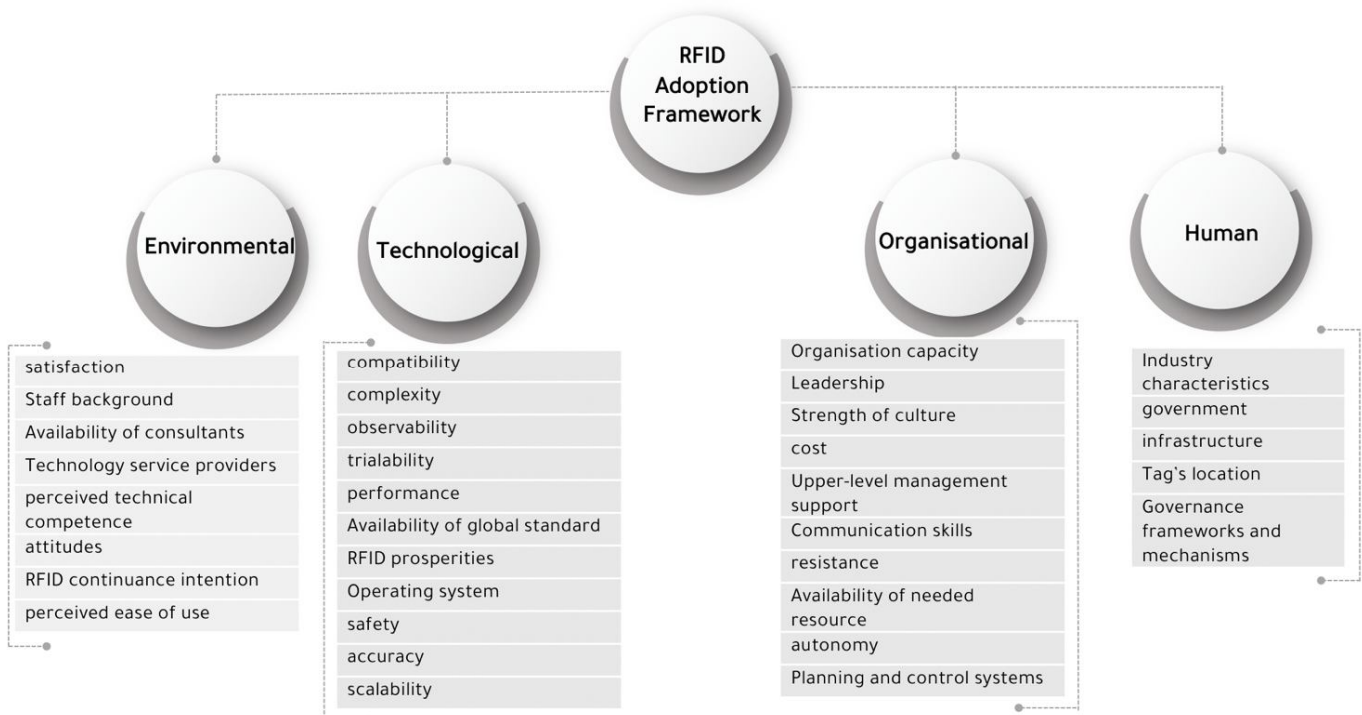 RFID
Adoption
Framework
Environmental
Technological
Organisational
Human
satisfaction
Staff background
Availability of consultants
Technology service providers
perceived technical
competence
attitudes
RFID continuance intention
perceived ease of use
compatibility
complexity
observability
trialability
performance
Availability of global standard
RFID prosperities
Operating system
safety
accuracy
scalability
Organisation capacity
Leadership
Strength of culture
cost
Upper-level management
support
Communication skills
resistance
Availability of needed
resource
autonomy
Planning and control systems
Industry
characteristics
government
infrastructure
Tag's location
Governance
frameworks and
mechanisms